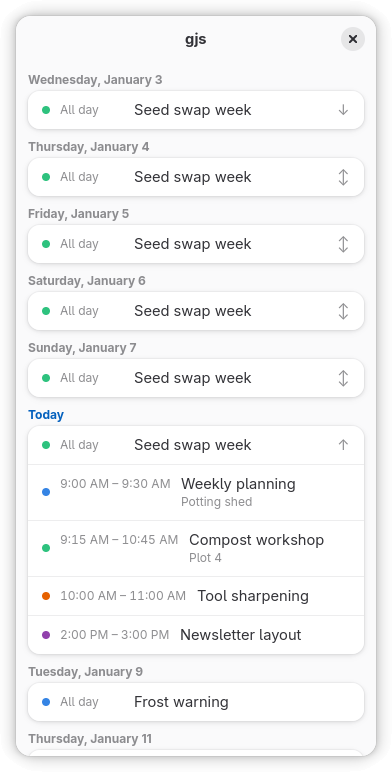 gjs
Wednesday, January 3
All day Seed swap week
Thursday, January 4
All day Seed swap week
Friday, January 5
All day Seed swap week
Saturday, January 6
All day Seed swap week
Sunday, January 7
All day Seed swap week
Today
All day Seed swap week
9:00 AM – 9:30 AM Weekly planning
Potting shed
9:15 AM – 10:45 AM Compost workshop
Plot 4
10:00 AM – 11:00 AM Tool sharpening
2:00 PM – 3:00 PM Newsletter layout
Tuesday, January 9
All day Frost warning
Thursday, January 11